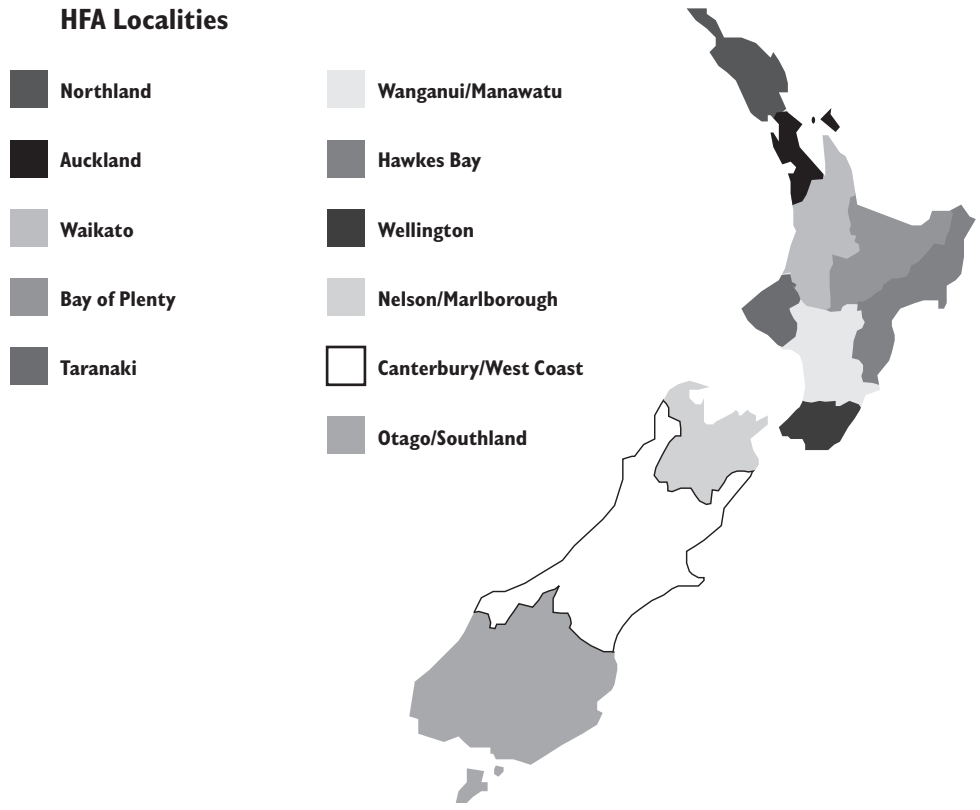 HFA Localities
Northland
Auckland
Waikato
Bay of Plenty
Taranaki
Wanganui/Manawatu
Hawkes Bay
Wellington
Nelson/Marlborough
Canterbury/West Coast
Otago/Southland